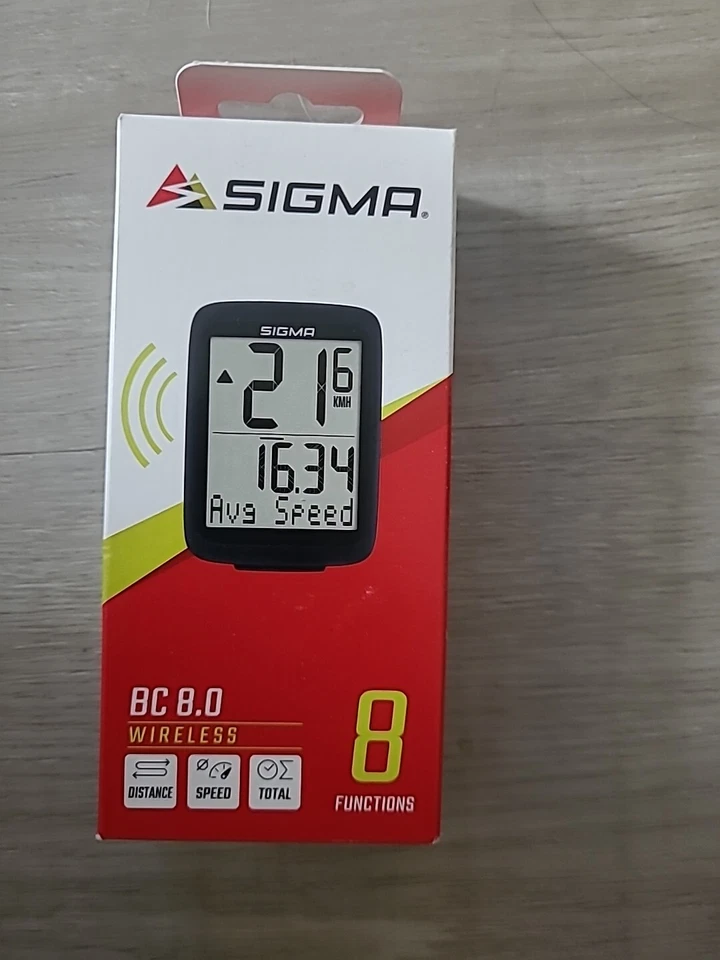 SIGMA®
SIGMA
21 6
KMH
16.34
Avg Speed
BC 8.0
WIRELESS
DISTANCE
SPEED
TOTAL
8
FUNCTIONS